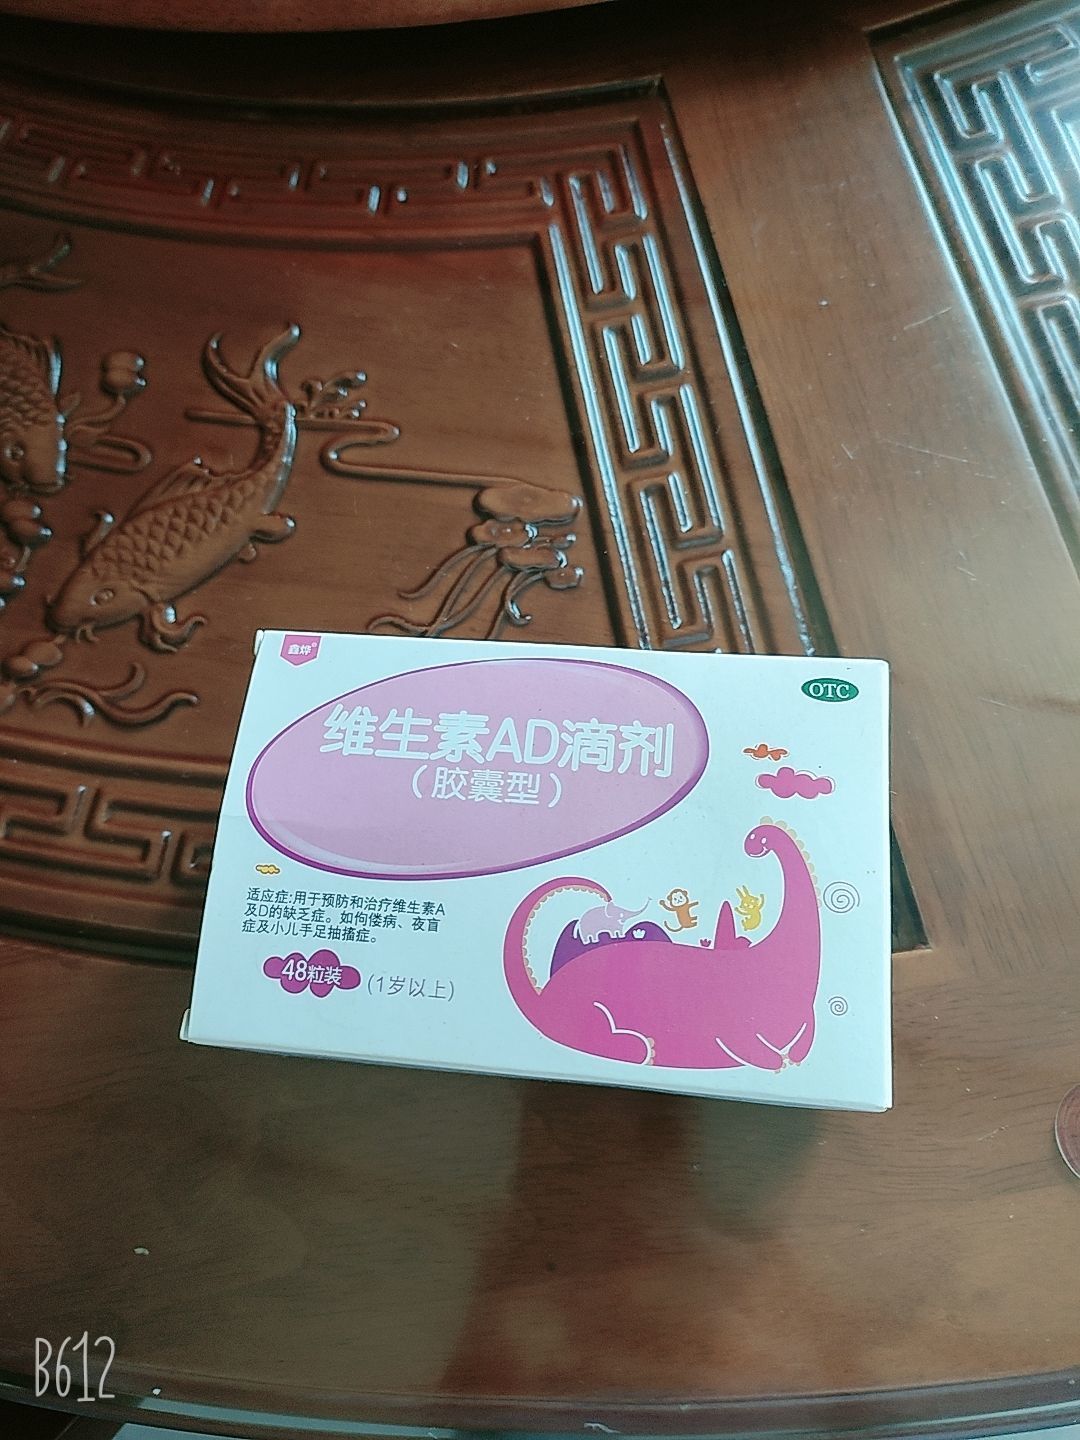 鑫烨
OTC
维生素AD滴剂
（胶囊型）
适应症:用于预防和治疗维生素A
及D的缺乏症。如佝偻病、夜盲
症及小儿手足抽搐症。
48粒装 (1岁以上)
B612